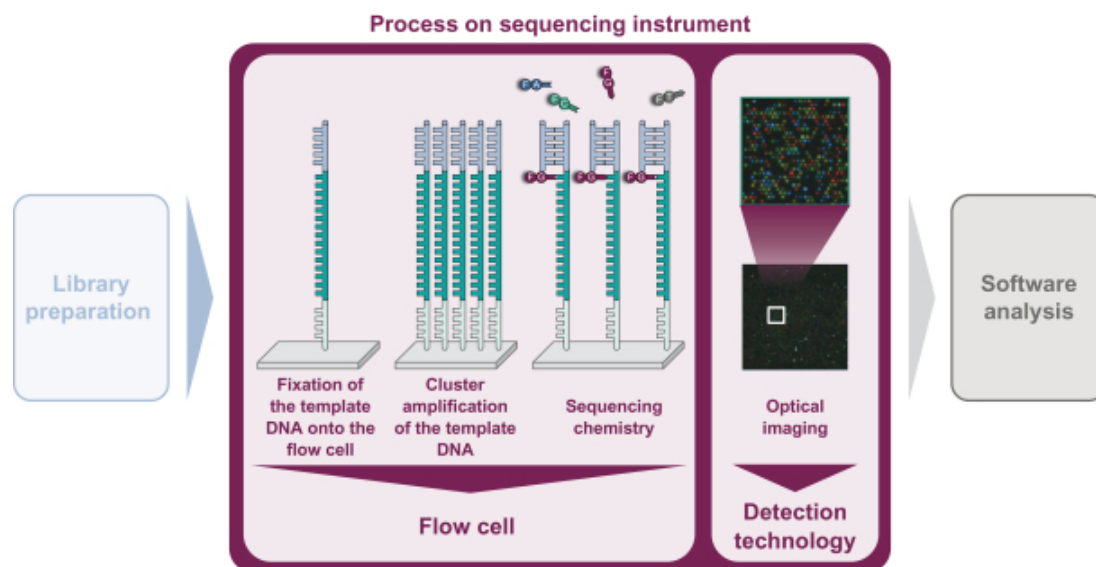 Process on sequencing instrument
F A
F C
F G
F T
F G
F G
F G
Library
preparation
Fixation of
the template
DNA onto the
flow cell
Cluster
amplification
of the template
DNA
Sequencing
chemistry
Optical
imaging
Flow cell
Detection
technology
Software
analysis